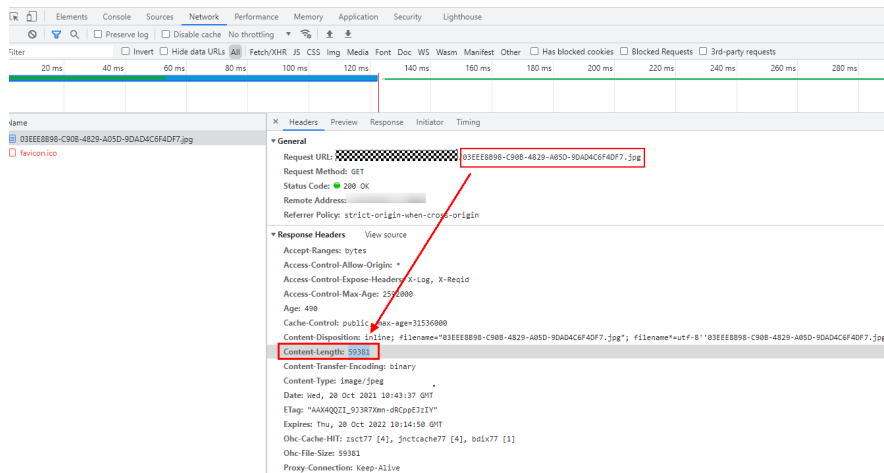 Elements Console Sources Network Performance Memory Application Security Lighthouse
Preserve log Disable cache No throttling
Filter Invert Hide data URLs All Fetch/XHR JS CSS Img Media Font Doc WS Wasm Manifest Other Has blocked cookies Blocked Requests 3rd-party requests
20 ms 40 ms 60 ms 80 ms 100 ms 120 ms 140 ms 160 ms 180 ms 200 ms 220 ms 240 ms 260 ms 280 ms
Name
× Headers Preview Response Initiator Timing
03EEE8B98-C90B-4829-A05D-9DAD4C6F4DF7.jpg
favicon.ico
▼ General
Request URL: 03EEE8B98-C90B-4829-A05D-9DAD4C6F4DF7.jpg
Request Method: GET
Status Code: 200 OK
Remote Address:
Referrer Policy: strict-origin-when-cross-origin
▼ Response Headers View source
Accept-Ranges: bytes
Access-Control-Allow-Origin: *
Access-Control-Expose-Headers: X-Log, X-Reqid
Access-Control-Max-Age: 2592000
Age: 490
Cache-Control: public, max-age=31536000
Content-Disposition: inline; filename="03EEE8B98-C90B-4829-A05D-9DAD4C6F4DF7.jpg"; filename*=utf-8''03EEE8B98-C90B-4829-A05D-9DAD4C6F4DF7.jpg
Content-Length: 59381
Content-Transfer-Encoding: binary
Content-Type: image/jpeg
Date: Wed, 20 Oct 2021 10:43:37 GMT
ETag: "AAX4QQZI_9J3R7Xmn-dRCppEJzIY"
Expires: Thu, 20 Oct 2022 10:14:50 GMT
Ohc-Cache-HIT: zsct77 [4], jnctcache77 [4], bdix77 [1]
Ohc-File-Size: 59381
Proxy-Connection: Keep-Alive